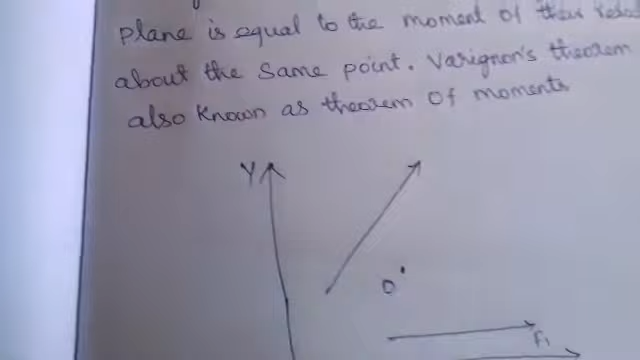 plane is equal to the moment of their
about the same point. Varignon's theorem
also known as theorem of moments
Y
O
F1